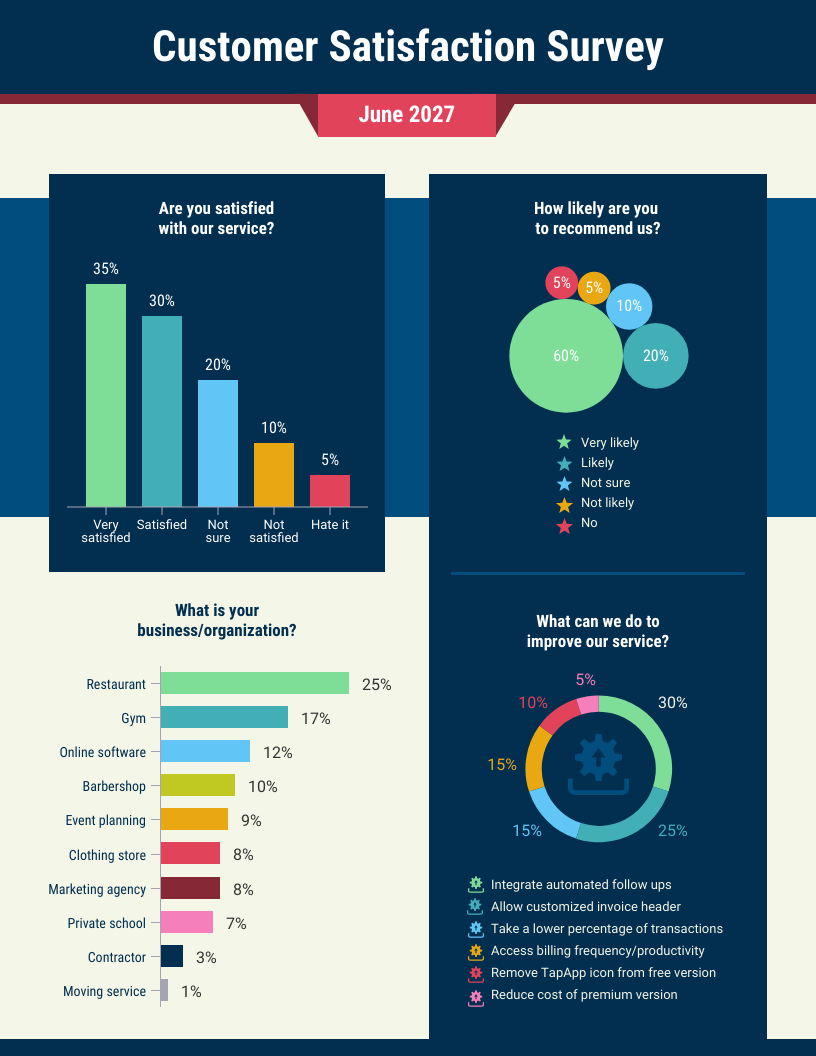 Customer Satisfaction Survey
June 2027
Are you satisfied
with our service?
35%
30%
20%
10%
5%
Very
satisfied
Satisfied
Not
sure
Not
satisfied
Hate it
How likely are you
to recommend us?
5%
5%
10%
60%
20%
Very likely
Likely
Not sure
Not likely
No
What is your
business/organization?
Restaurant 25%
Gym 17%
Online software 12%
Barbershop 10%
Event planning 9%
Clothing store 8%
Marketing agency 8%
Private school 7%
Contractor 3%
Moving service 1%
What can we do to
improve our service?
5%
10%
30%
15%
15%
25%
Integrate automated follow ups
Allow customized invoice header
Take a lower percentage of transactions
Access billing frequency/productivity
Remove TapApp icon from free version
Reduce cost of premium version